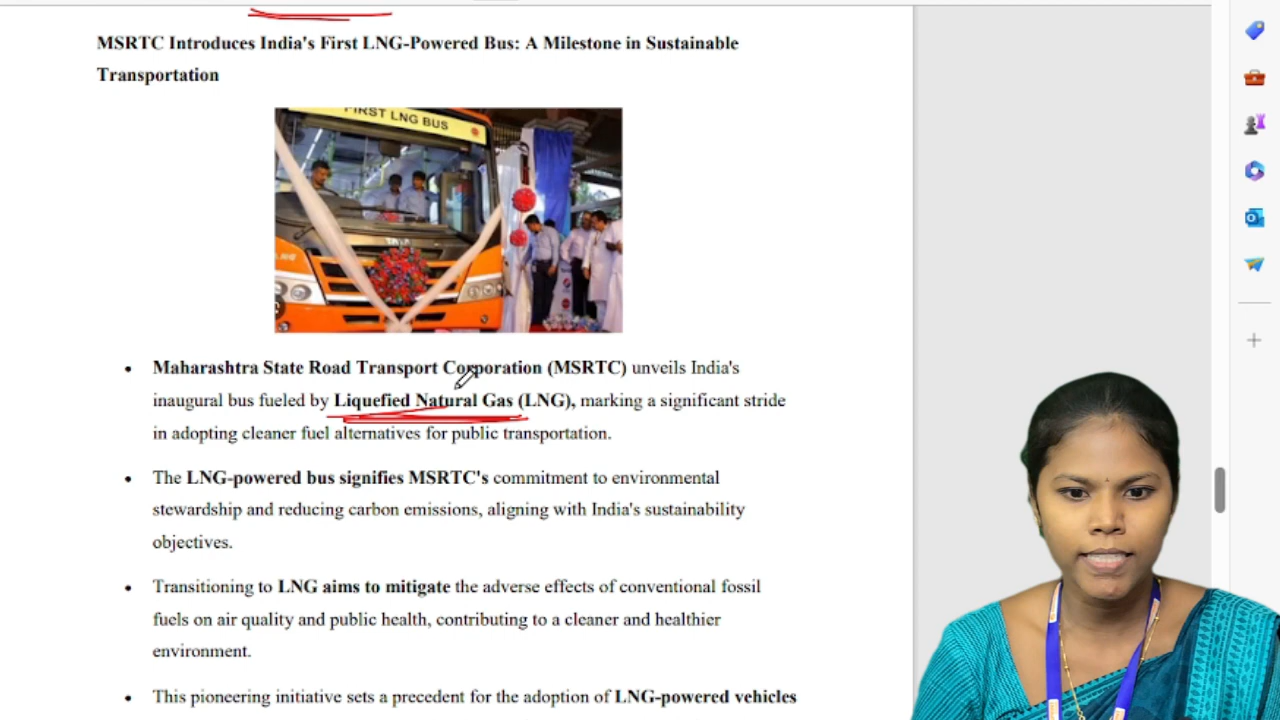 MSRTC Introduces India's First LNG-Powered Bus: A Milestone in Sustainable
Transportation
FIRST LNG BUS
TATA
• Maharashtra State Road Transport Corporation (MSRTC) unveils India's
inaugural bus fueled by Liquefied Natural Gas (LNG), marking a significant stride
in adopting cleaner fuel alternatives for public transportation.
• The LNG-powered bus signifies MSRTC's commitment to environmental
stewardship and reducing carbon emissions, aligning with India's sustainability
objectives.
• Transitioning to LNG aims to mitigate the adverse effects of conventional fossil
fuels on air quality and public health, contributing to a cleaner and healthier
environment.
• This pioneering initiative sets a precedent for the adoption of LNG-powered vehicles